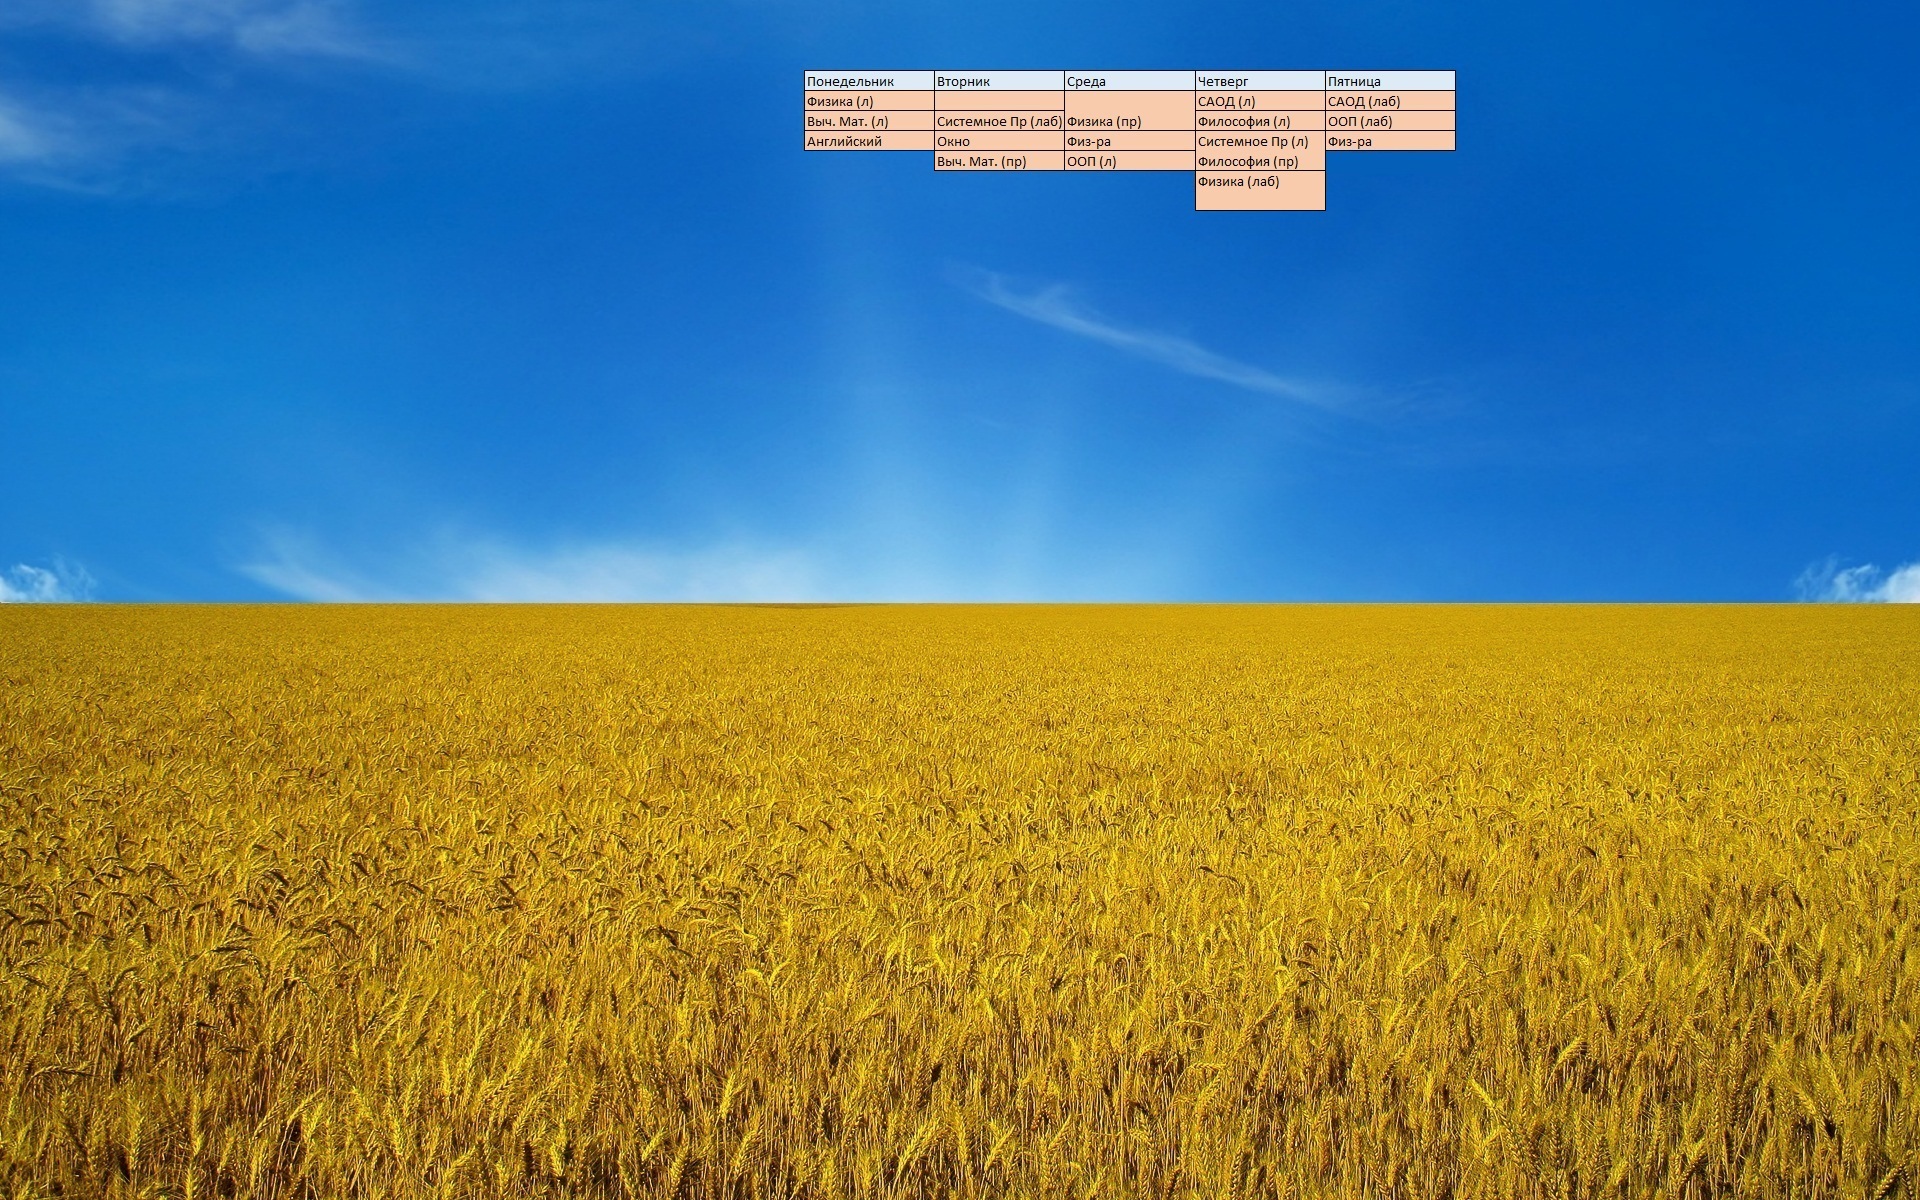 Понедельник Вторник Среда Четверг Пятница
Физика (л) САОД (л) САОД (лаб)
Выч. Мат. (л) Системное Пр (лаб) Физика (пр) Философия (л) ООП (лаб)
Английский Окно Физ-ра Системное Пр (л) Физ-ра
Выч. Мат. (пр) ООП (л) Философия (пр)
Физика (лаб)